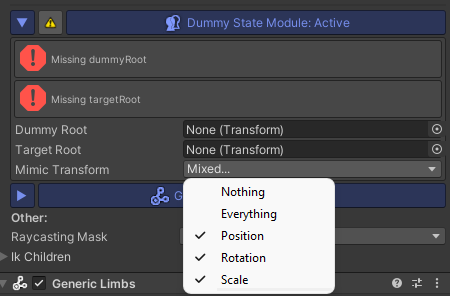 Dummy State Module: Active
Missing dummyRoot
Missing targetRoot
Dummy Root None (Transform)
Target Root None (Transform)
Mimic Transform Mixed...
Nothing
Everything
Position
Rotation
Scale
Other:
Raycasting Mask
Ik Children
Generic Limbs